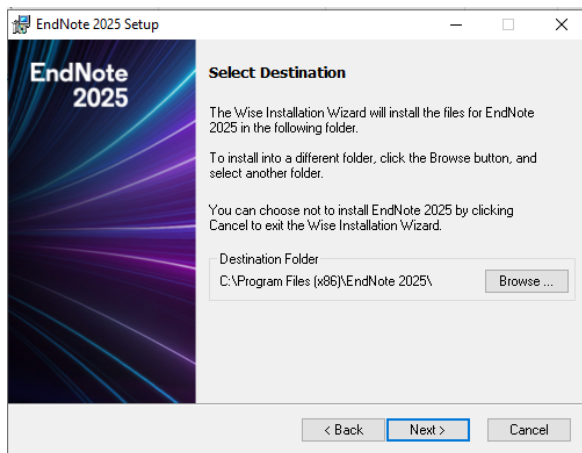 EndNote 2025 Setup
EndNote
2025
Select Destination
The Wise Installation Wizard will install the files for EndNote
2025 in the following folder.
To install into a different folder, click the Browse button, and
select another folder.
You can choose not to install EndNote 2025 by clicking
Cancel to exit the Wise Installation Wizard.
Destination Folder
C:\Program Files (x86)\EndNote 2025\
Browse ...
< Back
Next >
Cancel